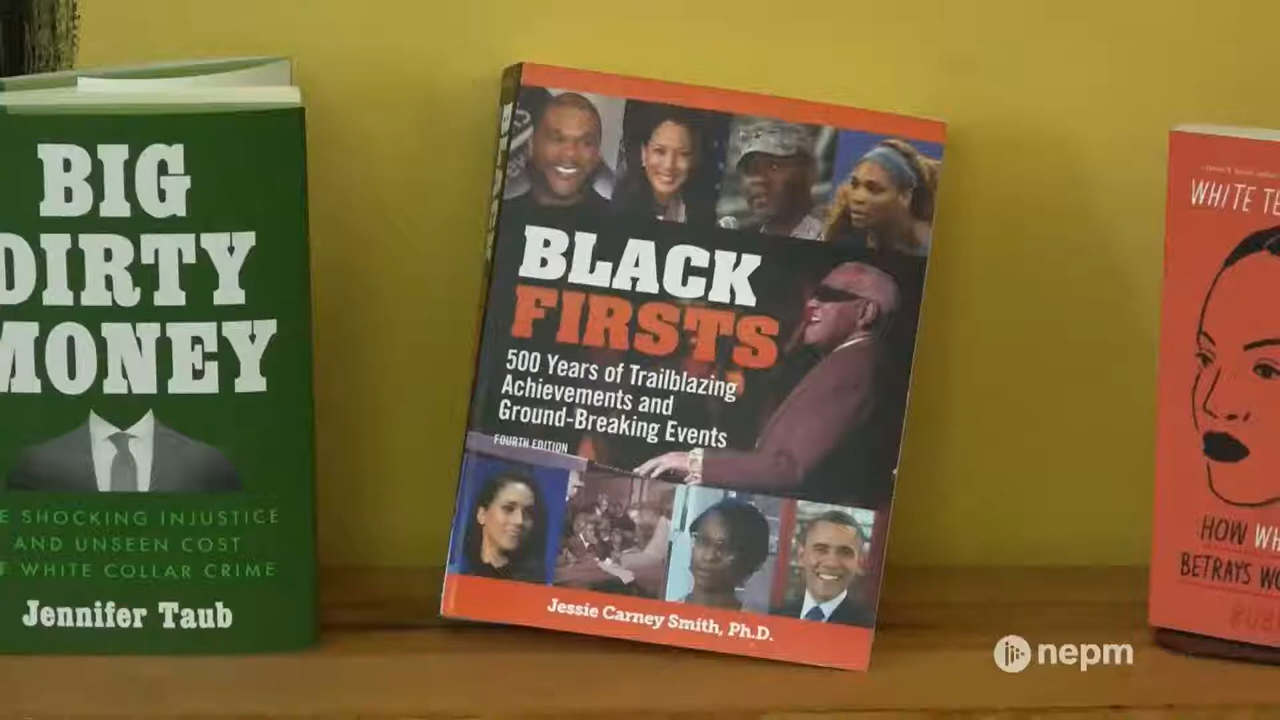 BIG
DIRTY
MONEY
E SHOCKING INJUSTICE
AND UNSEEN COST
F WHITE COLLAR CRIME
Jennifer Taub
BLACK
FIRSTS
500 Years of Trailblazing
Achievements and
Ground-Breaking Events
FOURTH EDITION
Jessie Carney Smith, Ph.D.
WHITE TE
HOW WH
BETRAYS WO
nepm